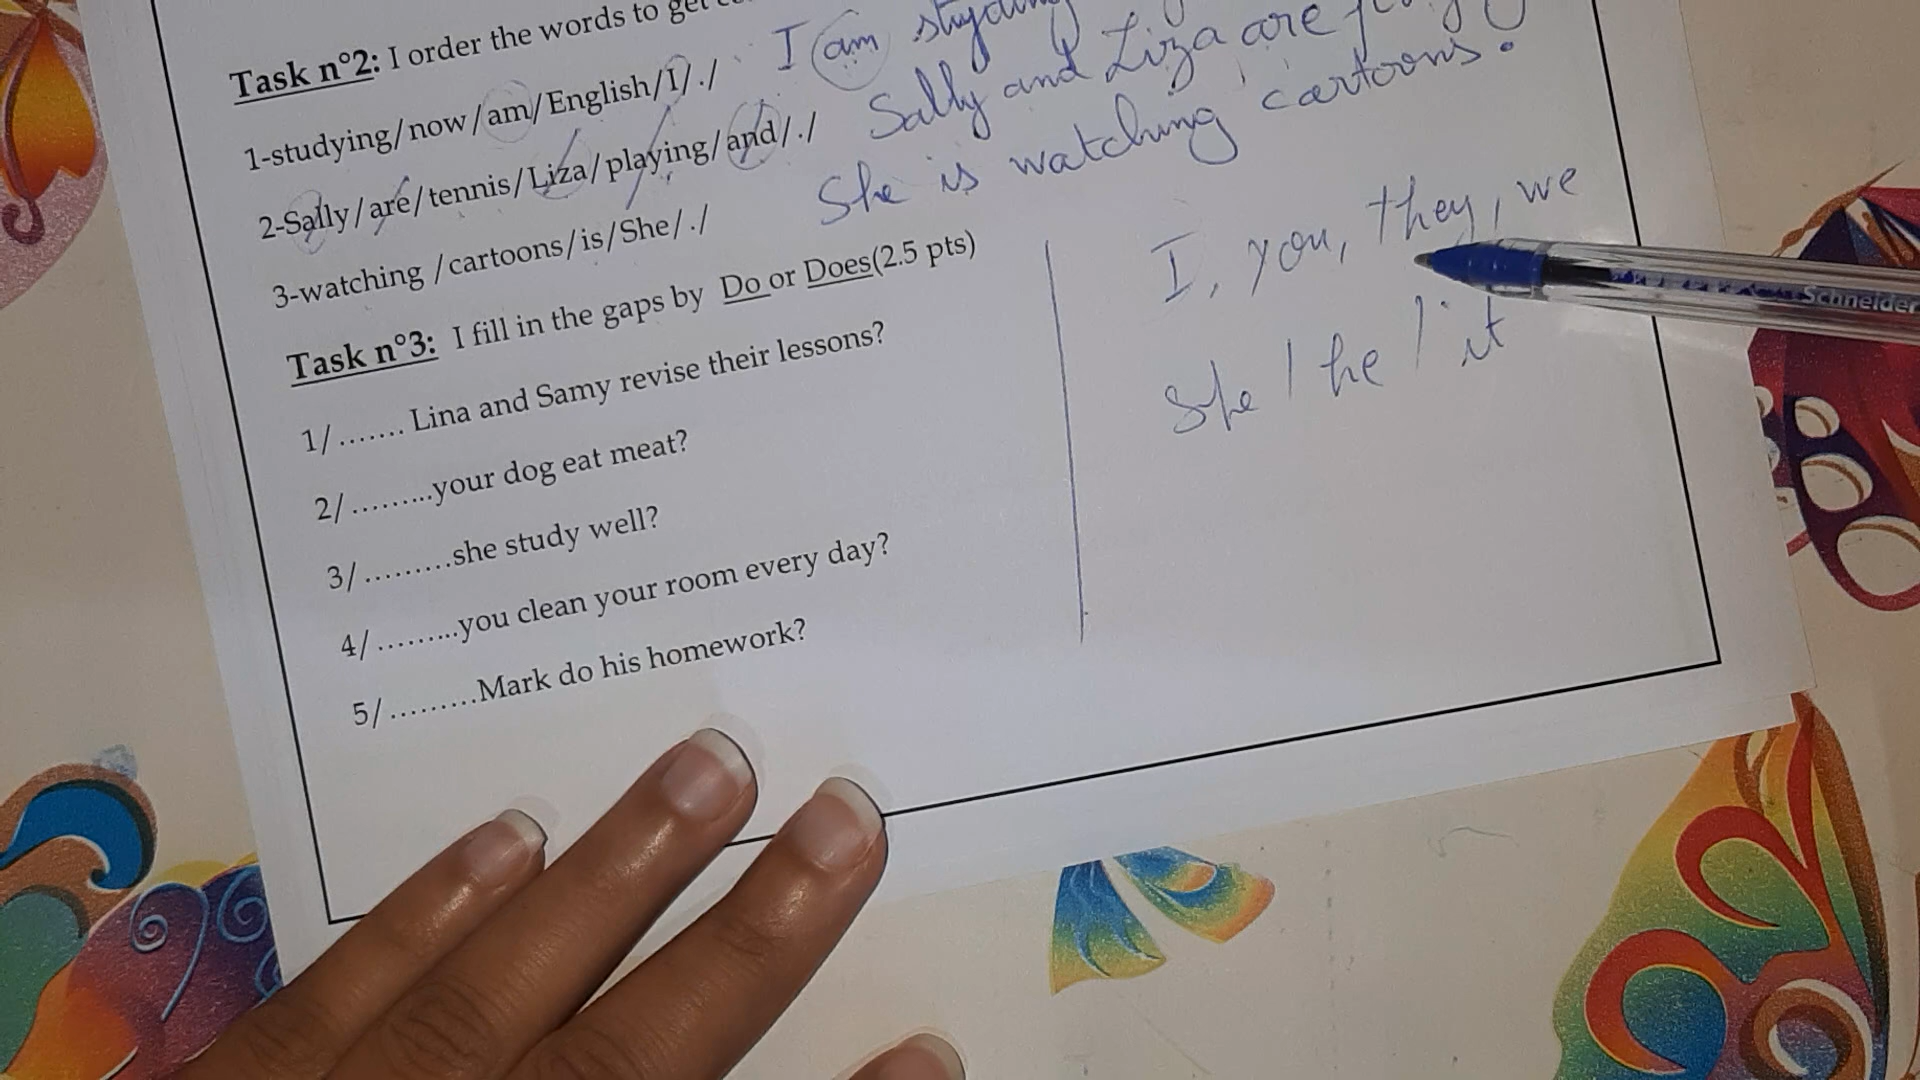 Task n°2: I order the words to get
I am studying
1-studying/now/am/English/I/./
Sally and Liza are
2-Sally/are/tennis/Liza/playing/and/./
She is watching cartoons.
3-watching /cartoons/is/She/./
Task n°3: I fill in the gaps by Do or Does(2.5 pts)
I, you, they, we
She / he / it
1/....... Lina and Samy revise their lessons?
2/.........your dog eat meat?
3/.........she study well?
4/.........you clean your room every day?
5/.........Mark do his homework?
Schneider